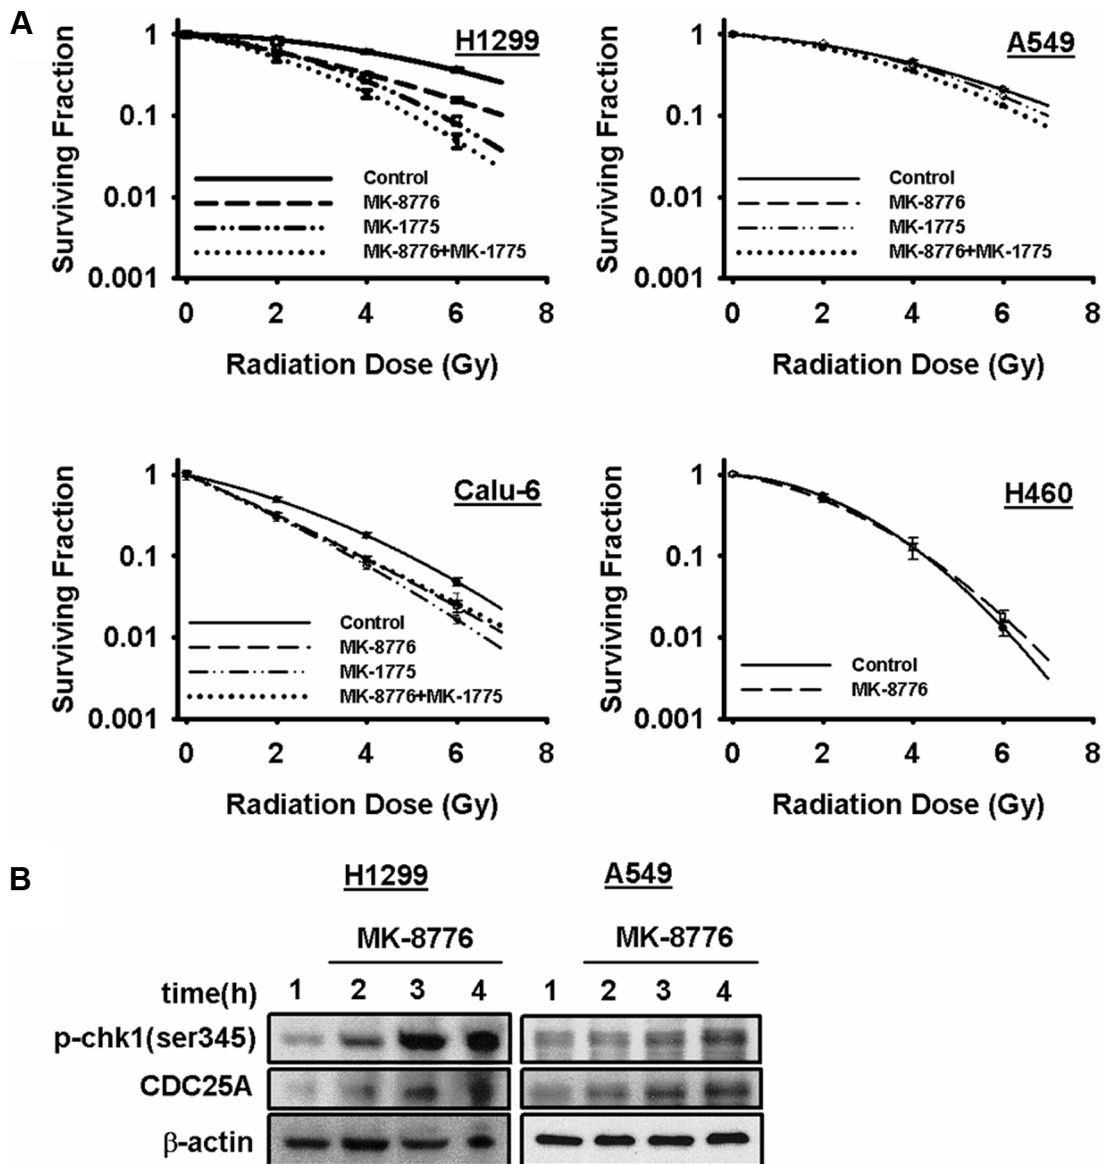 A
H1299
Surviving Fraction
1
0.1
0.01
0.001
Control
MK-8776
MK-1775
MK-8776+MK-1775
0 2 4 6 8
Radiation Dose (Gy)
A549
Surviving Fraction
1
0.1
0.01
0.001
Control
MK-8776
MK-1775
MK-8776+MK-1775
0 2 4 6 8
Radiation Dose (Gy)
Calu-6
Surviving Fraction
1
0.1
0.01
0.001
Control
MK-8776
MK-1775
MK-8776+MK-1775
0 2 4 6 8
Radiation Dose (Gy)
H460
Surviving Fraction
1
0.1
0.01
0.001
Control
MK-8776
0 2 4 6 8
Radiation Dose (Gy)
B
H1299 A549
MK-8776 MK-8776
time(h) 1 2 3 4 1 2 3 4
p-chk1(ser345)
CDC25A
β-actin